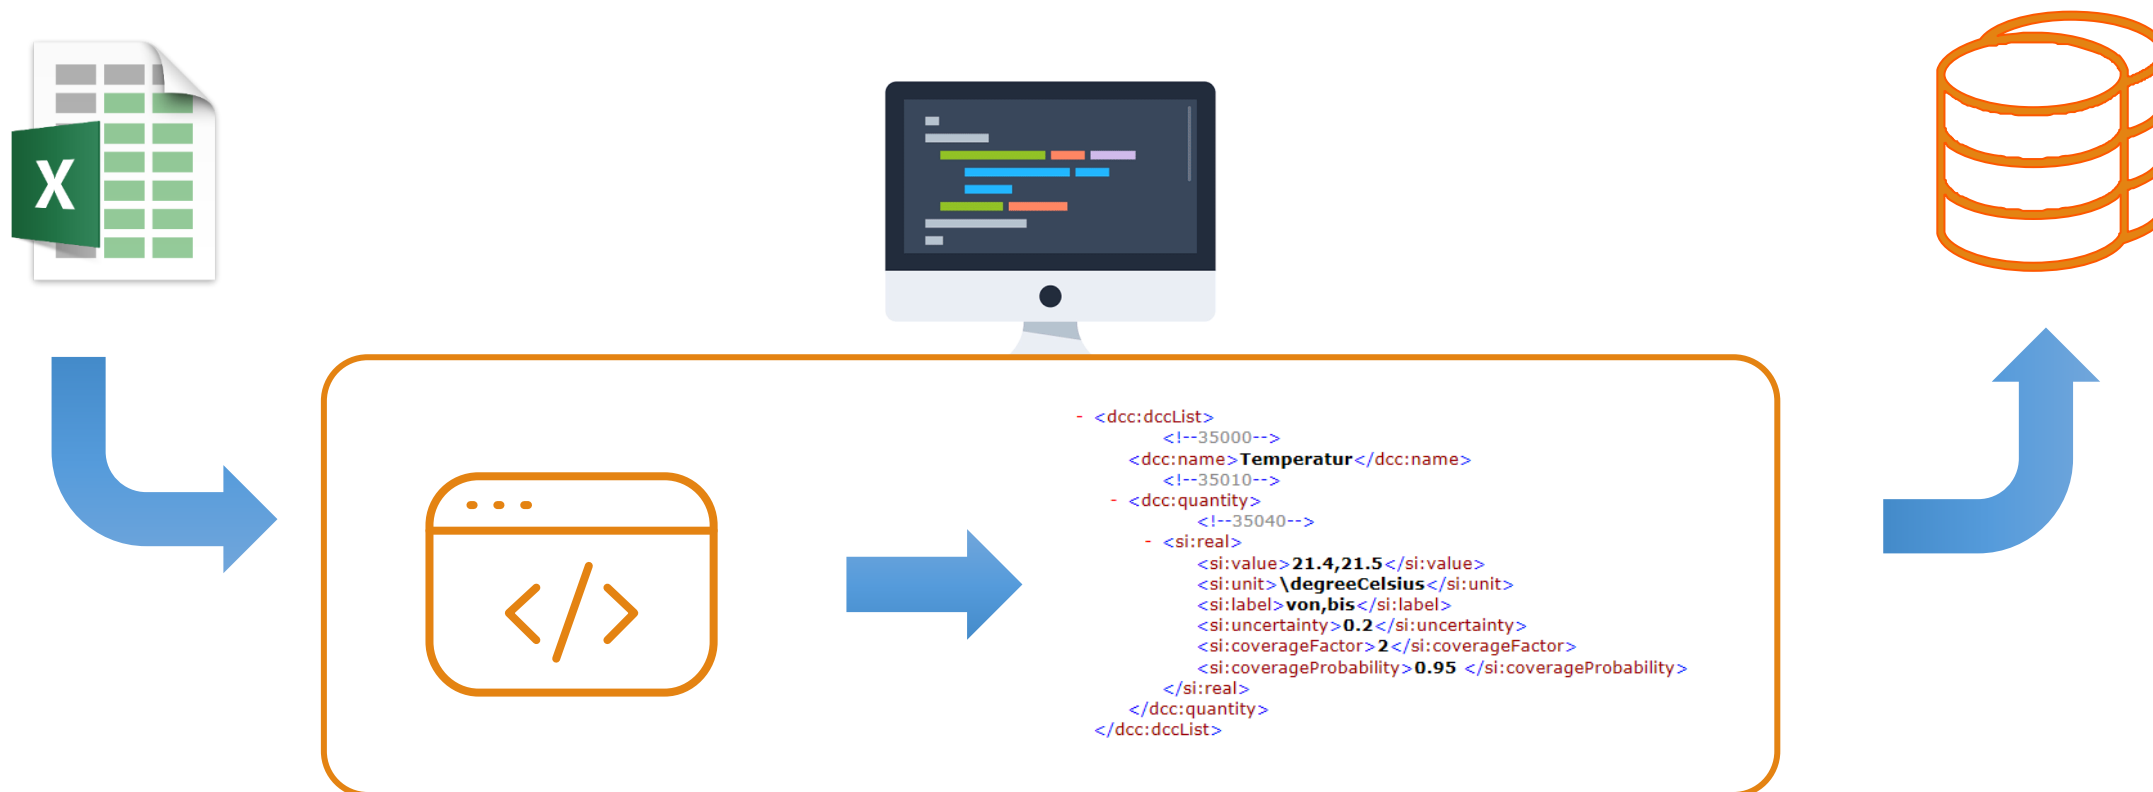 X
- <dcc:dccList>
<!--35000-->
<dcc:name>Temperatur</dcc:name>
<!--35010-->
- <dcc:quantity>
<!--35040-->
- <si:real>
<si:value>21.4,21.5</si:value>
<si:unit>\degreeCelsius</si:unit>
<si:label>von,bis</si:label>
<si:uncertainty>0.2</si:uncertainty>
<si:coverageFactor>2</si:coverageFactor>
<si:coverageProbability>0.95 </si:coverageProbability>
</si:real>
</dcc:quantity>
</dcc:dccList>